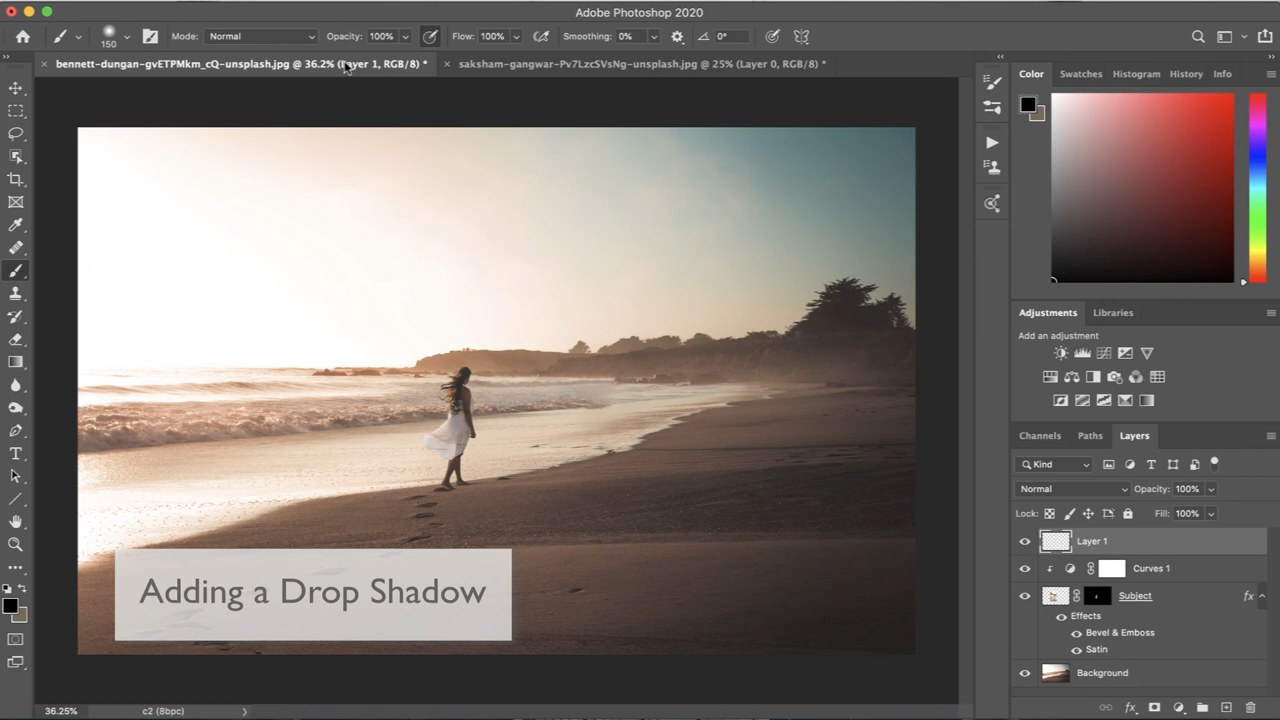 Adobe Photoshop 2020
150
Mode: Normal
Opacity: 100%
Flow: 100%
Smoothing: 0%
0°
bennett-dungan-gvETPMkm_cQ-unsplash.jpg @ 36.2% (Layer 1, RGB/8) *
saksham-gangwar-Pv7LzcSVsNg-unsplash.jpg @ 25% (Layer 0, RGB/8) *
Color Swatches Histogram History Info
Adjustments Libraries
Add an adjustment
Channels Paths Layers
Kind
Normal Opacity: 100%
Lock: Fill: 100%
Layer 1
Curves 1
Subject fx
Effects
Bevel & Emboss
Satin
Background
fx
Adding a Drop Shadow
36.25% c2 (8bpc)